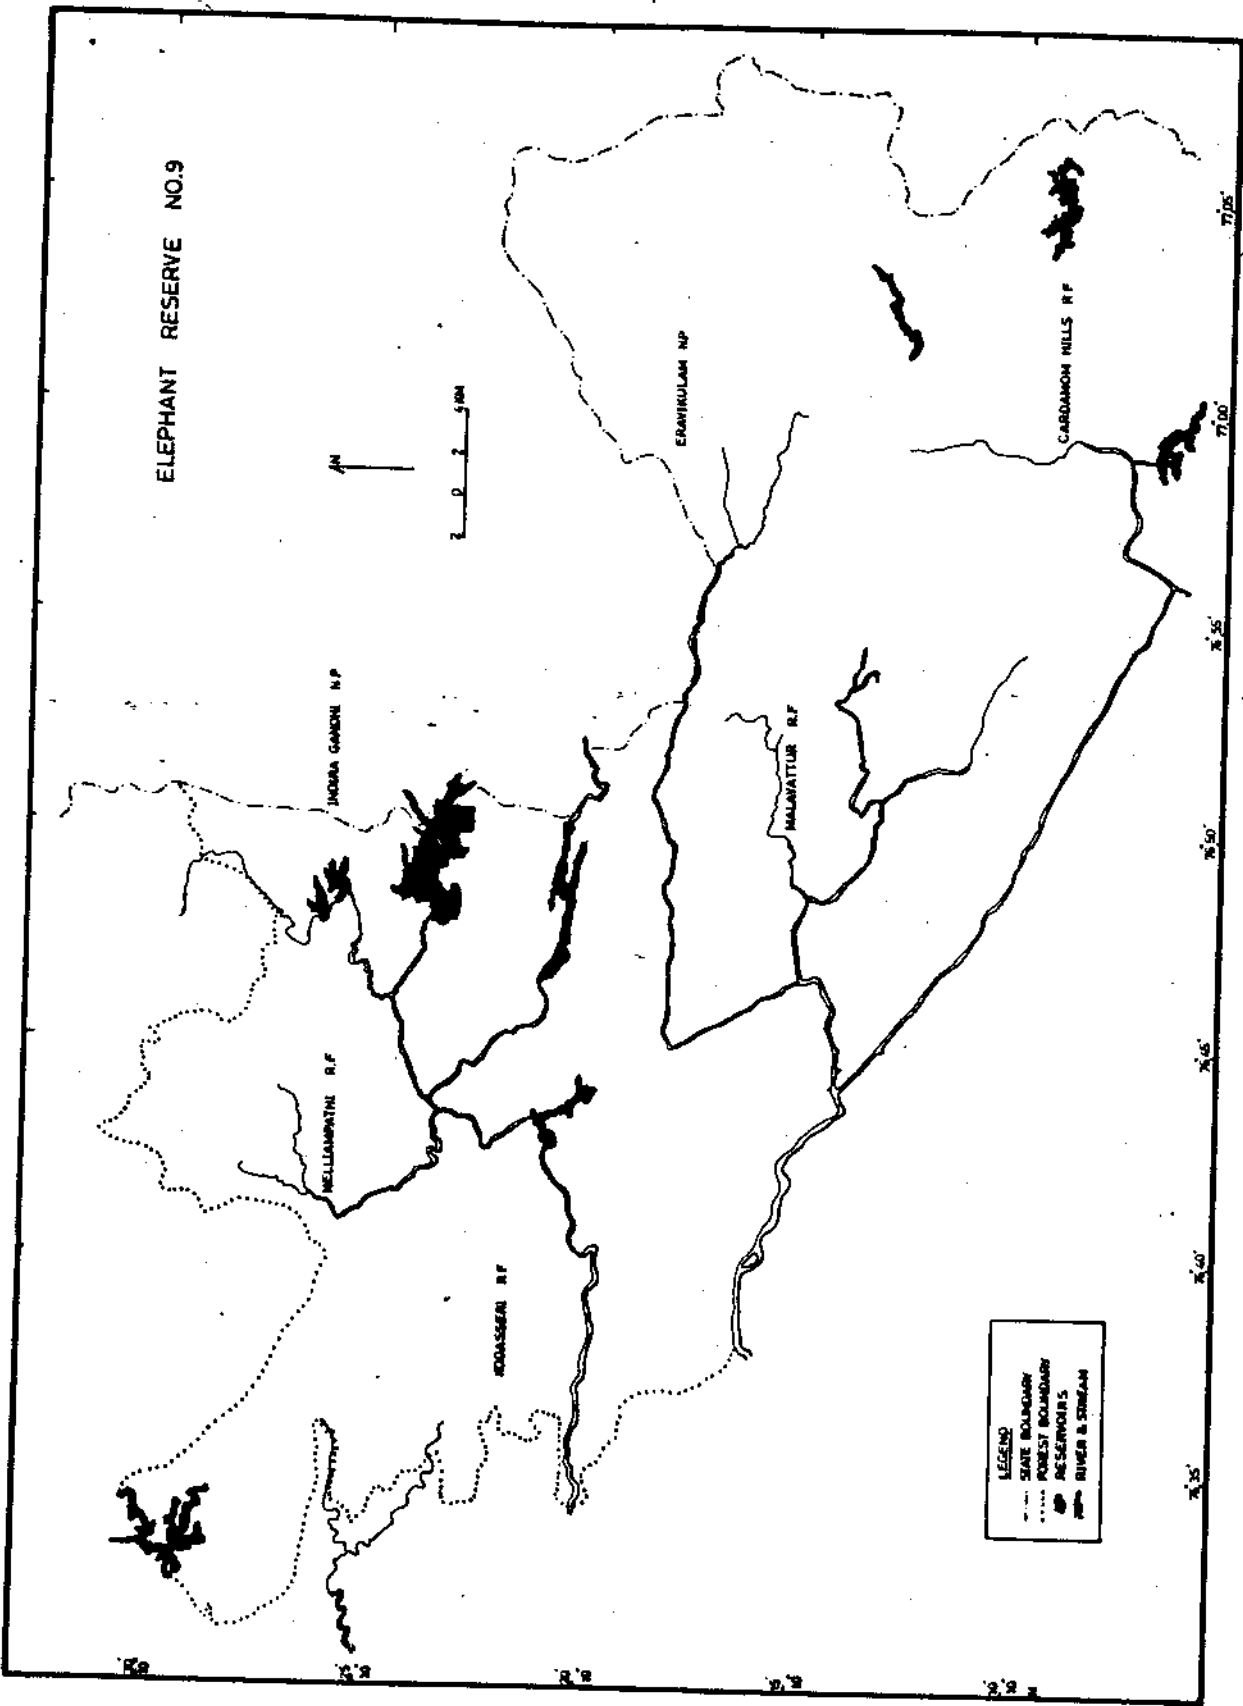 ELEPHANT RESERVE NO.9
N
2 0 2 4 KM
INDIRA GANDHI N.P
ERAVIKULAM N.P
NELLIAMPATHI R.F
KODASSERI R.F
MALAYATTUR R.F
CARDAMOM HILLS R F
LEGEND
STATE BOUNDARY
FOREST BOUNDARY
RESERVOIRS
RIVER & STREAM
76°35'
76°40'
76°45'
76°50'
76°55'
77°00'
77°05'